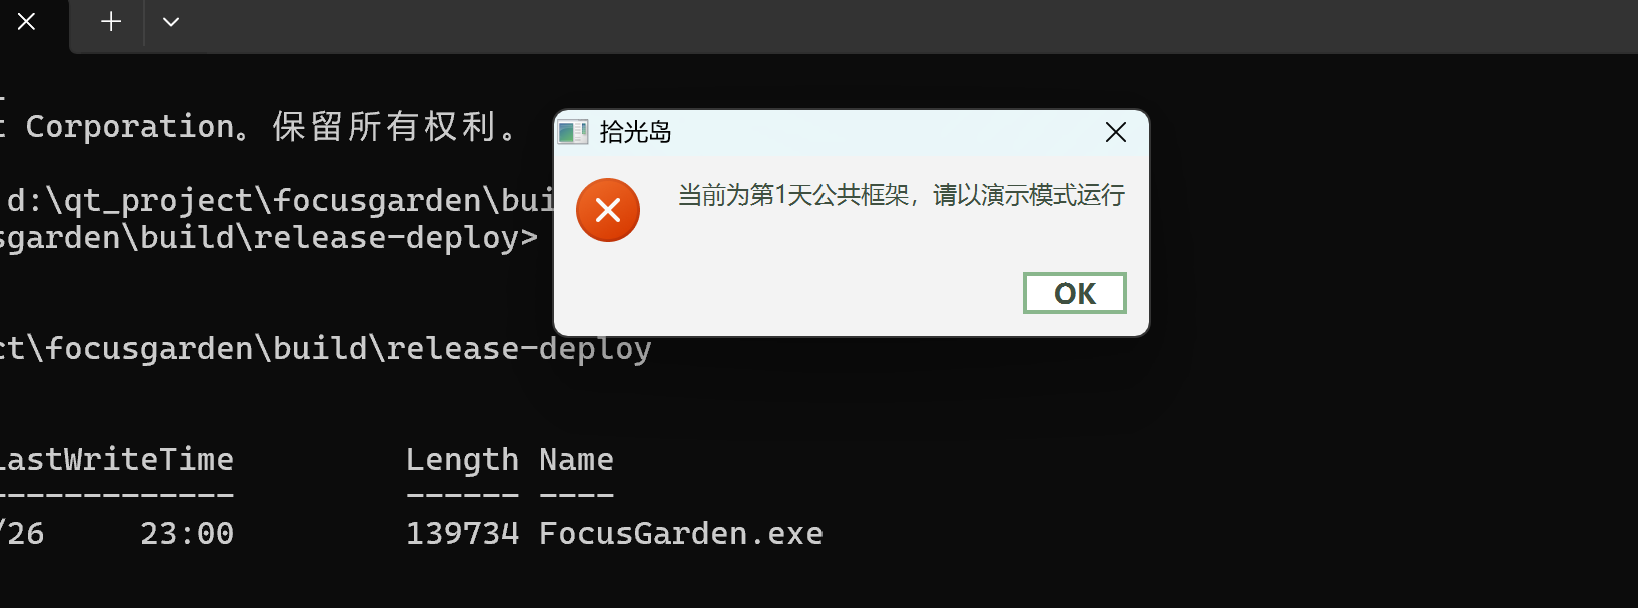 t Corporation。保留所有权利。
拾光岛
当前为第1天公共框架，请以演示模式运行
OK
d:\qt_project\focusgarden\bui
sgarden\build\release-deploy>
ct\focusgarden\build\release-deploy
LastWriteTime Length Name
------------- ------ ----
/26 23:00 139734 FocusGarden.exe